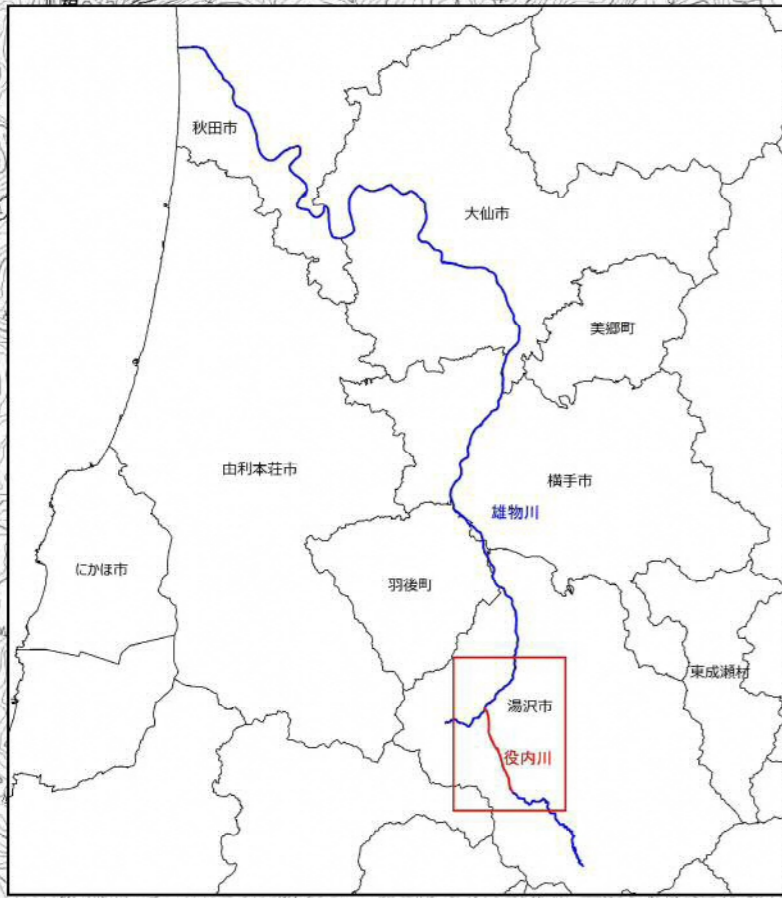 秋田市
大仙市
美郷町
由利本荘市
横手市
雄物川
にかほ市
羽後町
東成瀬村
湯沢市
役内川